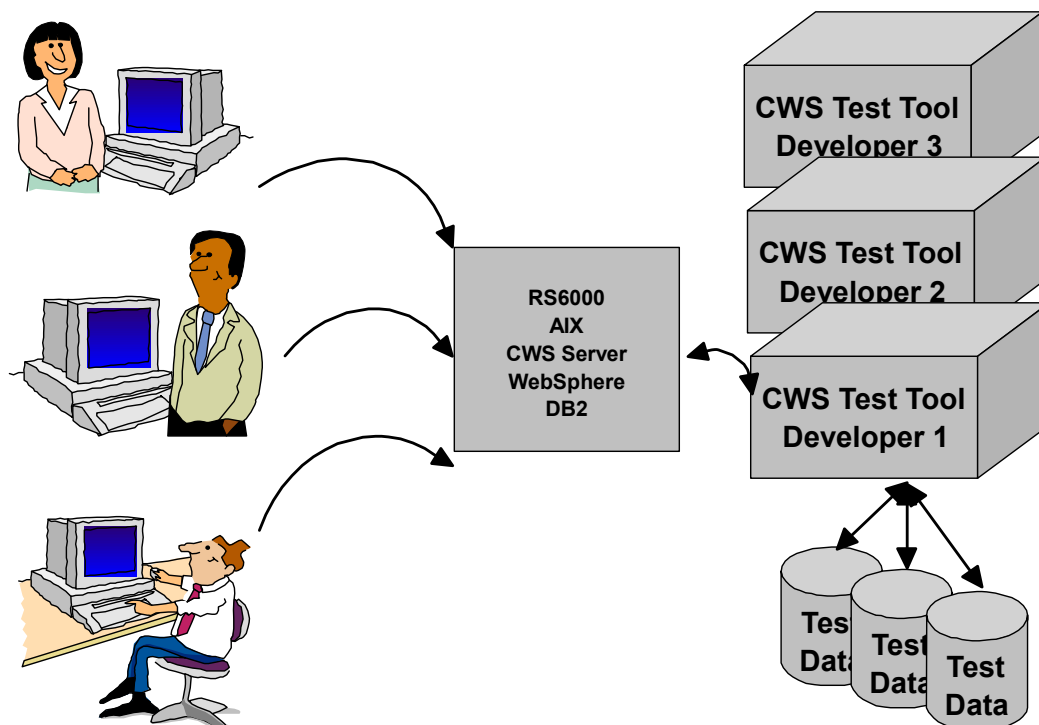 CWS Test Tool
Developer 3
CWS Test Tool
Developer 2
RS6000
AIX
CWS Server
WebSphere
DB2
CWS Test Tool
Developer 1
Test
Data
Test
Data
Test
Data